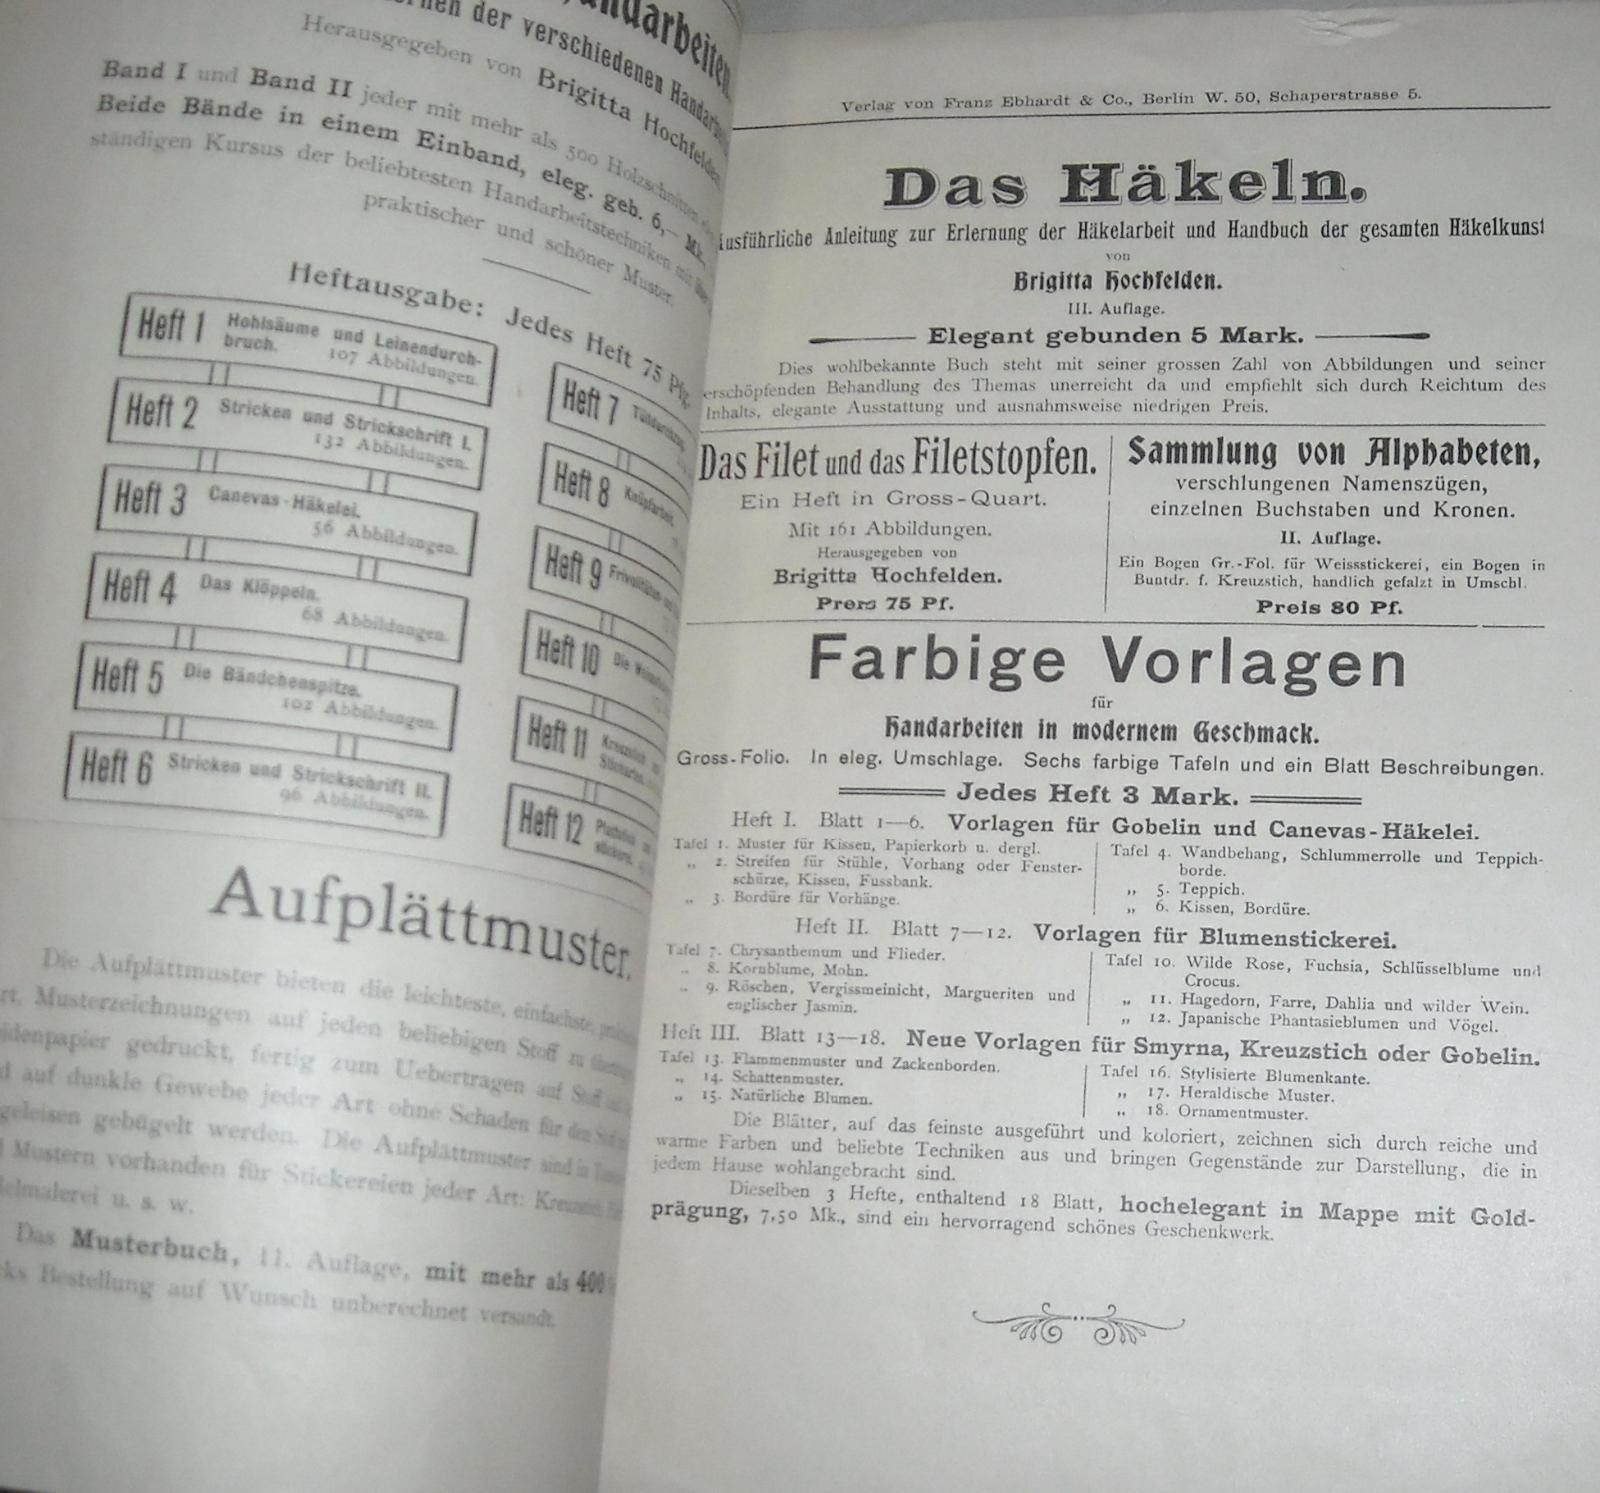 Handarbeiten.
der verschiedenen
Herausgegeben von Brigitta Hochfelden
Band I und Band II jeder mit mehr als 500 Holzschnitten
Beide Bände in einem Einband, eleg. geb. 6,— Mk.
ständigen Kursus der beliebtesten Handarbeitstechniken mit
praktischer und schöner Muster.
Heftausgabe: Jedes Heft 75 Pfg.
Heft 1 Hohlsäume und Leinendurch-
bruch. 107 Abbildungen.
Heft 2 Stricken und Strickschrift I.
132 Abbildungen.
Heft 3 Canevas-Häkelei.
56 Abbildungen.
Heft 4 Das Klöppeln.
68 Abbildungen.
Heft 5 Die Bändchenspitze.
102 Abbildungen.
Heft 6 Stricken und Strickschrift II.
96 Abbildungen.
Heft 7
Heft 8 Knüpfarbeit.
Heft 9
Heft 10 Die
Heft 11
Heft 12
Aufplättmuster.
Die Aufplättmuster bieten die leichteste, einfachste,
Musterzeichnungen auf jeden beliebigen Stoff zu
gedruckt, fertig zum Uebertragen auf Stoff
auf dunkle Gewebe jeder Art ohne Schaden für den
gebügelt werden. Die Aufplättmuster sind in
Mustern vorhanden für Stickereien jeder Art:
u. s. w.
Das Musterbuch, 11. Auflage, mit mehr als 400
Bestellung auf Wunsch unberechnet versandt.
Verlag von Franz Ebhardt & Co., Berlin W. 50, Schaperstrasse 5.
Das Häkeln.
Ausführliche Anleitung zur Erlernung der Häkelarbeit und Handbuch der gesamten Häkelkunst
von
Brigitta Hochfelden.
III. Auflage.
Elegant gebunden 5 Mark.
Dies wohlbekannte Buch steht mit seiner grossen Zahl von Abbildungen und seiner
erschöpfenden Behandlung des Themas unerreicht da und empfiehlt sich durch Reichtum des
Inhalts, elegante Ausstattung und ausnahmsweise niedrigen Preis.
Das Filet und das Filetstopfen.
Ein Heft in Gross-Quart.
Mit 161 Abbildungen.
Herausgegeben von
Brigitta Hochfelden.
Preis 75 Pf.
Sammlung von Alphabeten,
verschlungenen Namenszügen,
einzelnen Buchstaben und Kronen.
II. Auflage.
Ein Bogen Gr.-Fol. für Weissstickerei, ein Bogen in
Buntdr. f. Kreuzstich, handlich gefalzt in Umschl.
Preis 80 Pf.
Farbige Vorlagen
für
Handarbeiten in modernem Geschmack.
Gross-Folio. In eleg. Umschlage. Sechs farbige Tafeln und ein Blatt Beschreibungen.
Jedes Heft 3 Mark.
Heft I. Blatt 1—6. Vorlagen für Gobelin und Canevas-Häkelei.
Tafel 1. Muster für Kissen, Papierkorb u. dergl.
„ 2. Streifen für Stühle, Vorhang oder Fenster-
schürze, Kissen, Fussbank.
„ 3. Bordüre für Vorhänge.
Tafel 4. Wandbehang, Schlummerrolle und Teppich-
borde.
„ 5. Teppich.
„ 6. Kissen, Bordüre.
Heft II. Blatt 7—12. Vorlagen für Blumenstickerei.
Tafel 7. Chrysanthemum und Flieder.
„ 8. Kornblume, Mohn.
„ 9. Röschen, Vergissmeinicht, Margueriten und
englischer Jasmin.
Tafel 10. Wilde Rose, Fuchsia, Schlüsselblume und
Crocus.
„ 11. Hagedorn, Farre, Dahlia und wilder Wein.
„ 12. Japanische Phantasieblumen und Vögel.
Heft III. Blatt 13—18. Neue Vorlagen für Smyrna, Kreuzstich oder Gobelin.
Tafel 13. Flammenmuster und Zackenborden.
„ 14. Schattenmuster.
„ 15. Natürliche Blumen.
Tafel 16. Stylisierte Blumenkante.
„ 17. Heraldische Muster.
„ 18. Ornamentmuster.
Die Blätter, auf das feinste ausgeführt und koloriert, zeichnen sich durch reiche und
warme Farben und beliebte Techniken aus und bringen Gegenstände zur Darstellung, die in
jedem Hause wohlangebracht sind.
Dieselben 3 Hefte, enthaltend 18 Blatt, hochelegant in Mappe mit Gold-
prägung, 7,50 Mk., sind ein hervorragend schönes Geschenkwerk.